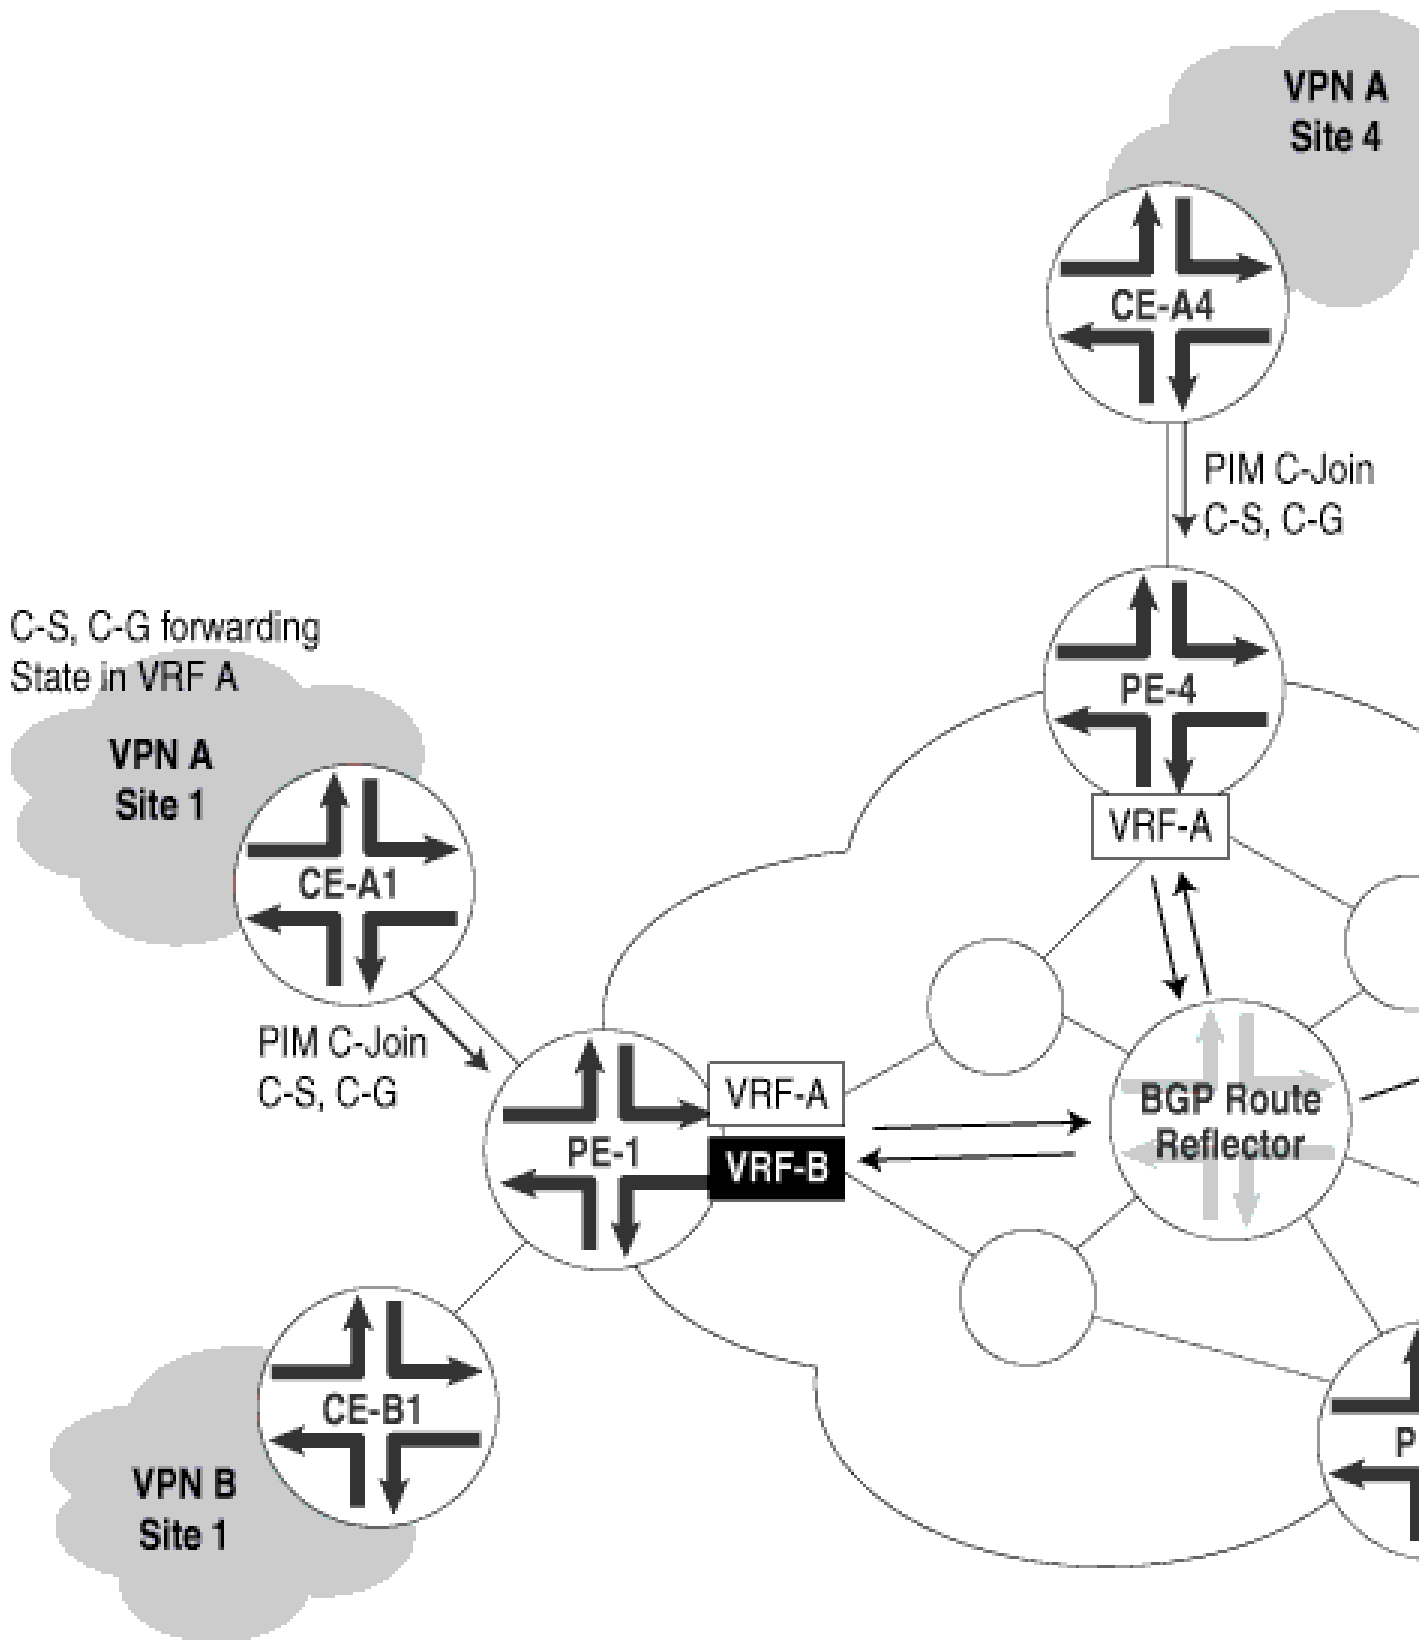 VPN A
Site 4
CE-A4
PIM C-Join
C-S, C-G
C-S, C-G forwarding
State in VRF A
PE-4
VPN A
Site 1
VRF-A
CE-A1
PIM C-Join
C-S, C-G
VRF-A
BGP Route
Reflector
PE-1
VRF-B
CE-B1
P
VPN B
Site 1